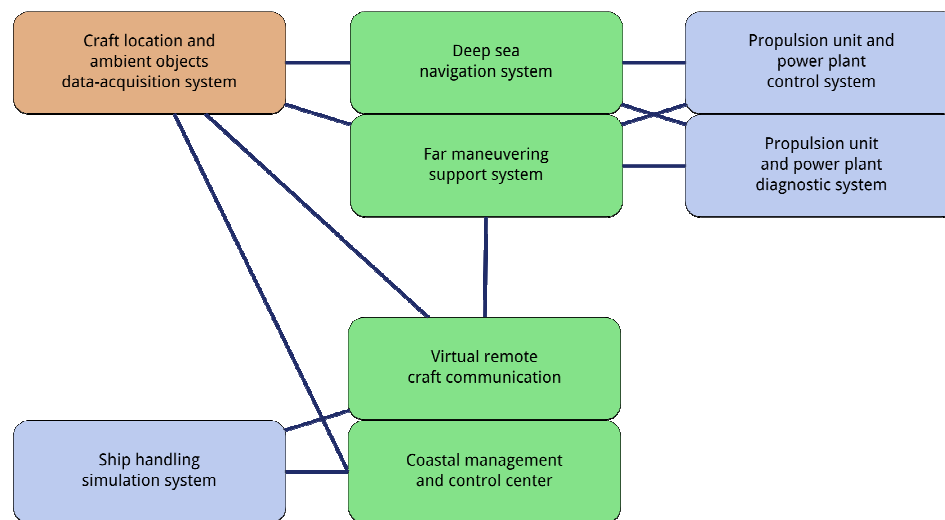 Craft location and
ambient objects
data-acquisition system
Deep sea
navigation system
Propulsion unit and
power plant
control system
Far maneuvering
support system
Propulsion unit
and power plant
diagnostic system
Virtual remote
craft communication
Ship handling
simulation system
Coastal management
and control center